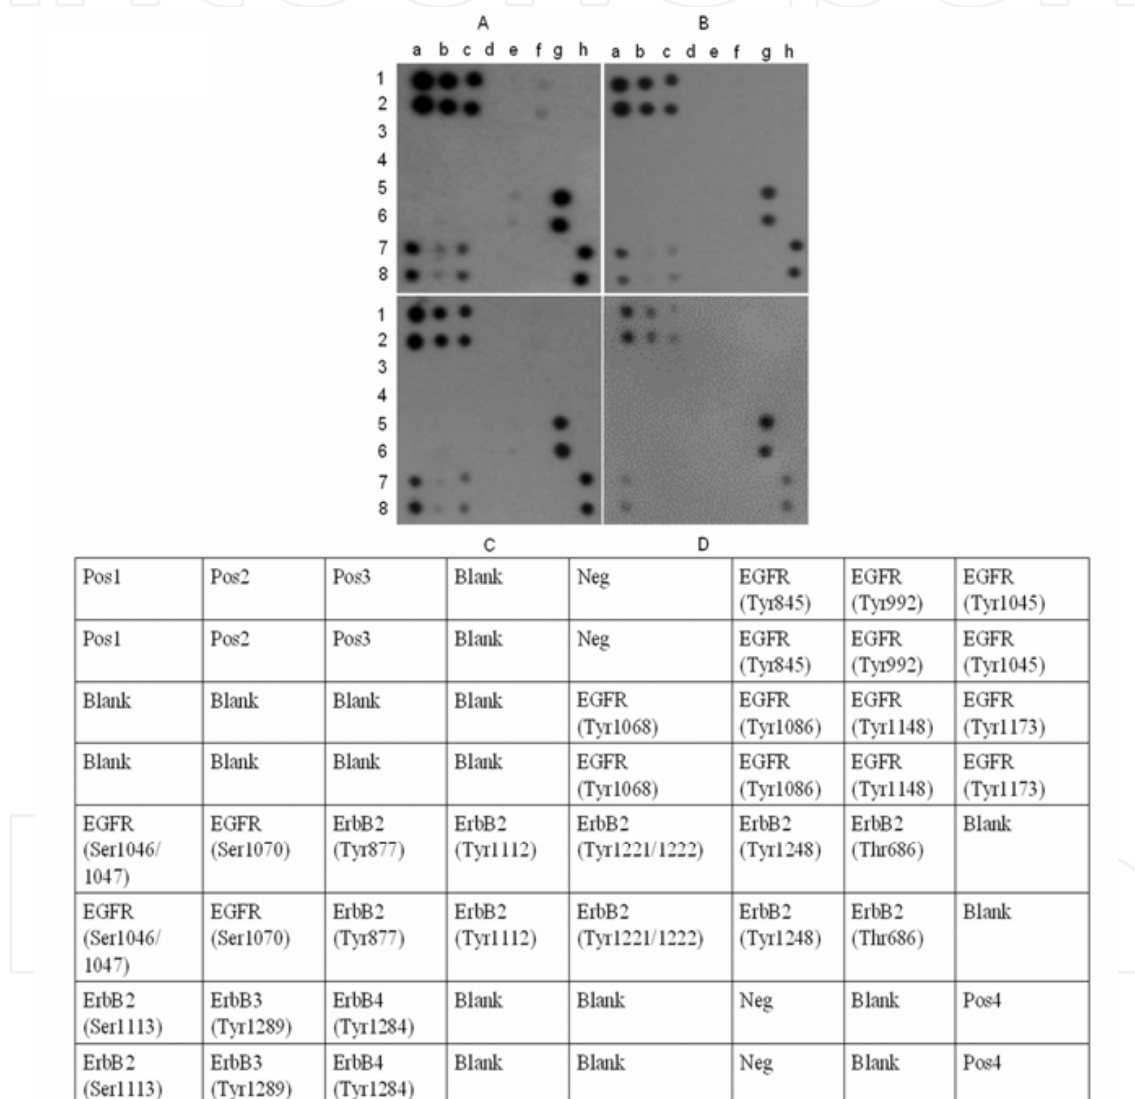 A B
a b c d e f g h a b c d e f g h
1
2
3
4
5
6
7
8
1
2
3
4
5
6
7
8
C D
Pos1 Pos2 Pos3 Blank Neg EGFR EGFR EGFR
(Tyr845) (Tyr992) (Tyr1045)
Pos1 Pos2 Pos3 Blank Neg EGFR EGFR EGFR
(Tyr845) (Tyr992) (Tyr1045)
Blank Blank Blank Blank EGFR EGFR EGFR EGFR
(Tyr1068) (Tyr1086) (Tyr1148) (Tyr1173)
Blank Blank Blank Blank EGFR EGFR EGFR EGFR
(Tyr1068) (Tyr1086) (Tyr1148) (Tyr1173)
EGFR EGFR ErbB2 ErbB2 ErbB2 ErbB2 ErbB2 Blank
(Ser1046/ (Ser1070) (Tyr877) (Tyr1112) (Tyr1221/1222) (Tyr1248) (Thr686)
1047)
EGFR EGFR ErbB2 ErbB2 ErbB2 ErbB2 ErbB2 Blank
(Ser1046/ (Ser1070) (Tyr877) (Tyr1112) (Tyr1221/1222) (Tyr1248) (Thr686)
1047)
ErbB2 ErbB3 ErbB4 Blank Blank Neg Blank Pos4
(Ser1113) (Tyr1289) (Tyr1284)
ErbB2 ErbB3 ErbB4 Blank Blank Neg Blank Pos4
(Ser1113) (Tyr1289) (Tyr1284)